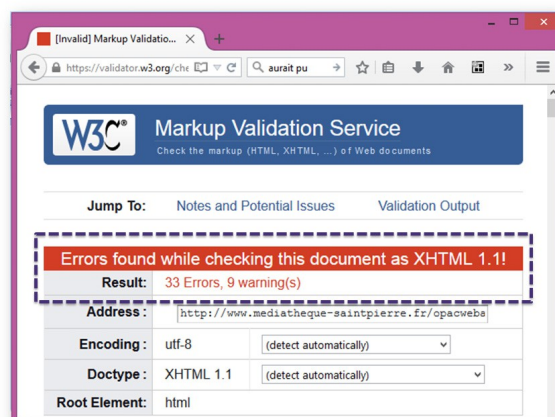 [Invalid] Markup Validatio...
https://validator.w3.org/che
aurait pu
W3C®
Markup Validation Service
Check the markup (HTML, XHTML, ...) of Web documents
Jump To: Notes and Potential Issues Validation Output
Errors found while checking this document as XHTML 1.1!
Result: 33 Errors, 9 warning(s)
Address : http://www.mediatheque-saintpierre.fr/opacweba
Encoding : utf-8 (detect automatically)
Doctype : XHTML 1.1 (detect automatically)
Root Element: html